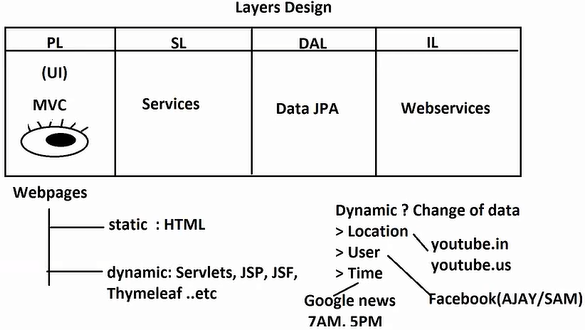 Layers Design
PL SL DAL IL
(UI)
MVC
Services
Data JPA
Webservices
Webpages
static : HTML
dynamic: Servlets, JSP, JSF,
Thymeleaf ..etc
Dynamic ? Change of data
> Location
> User
> Time
youtube.in
youtube.us
Google news
7AM. 5PM
Facebook(AJAY/SAM)